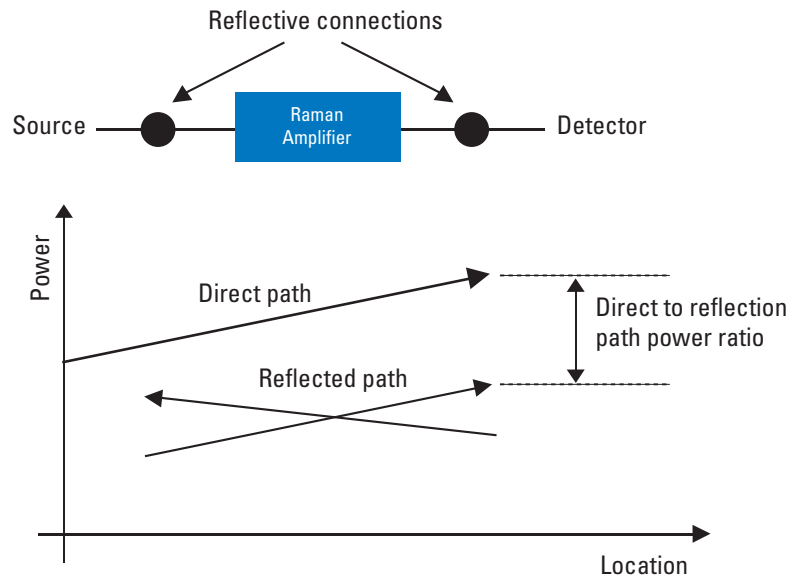 Reflective connections
Source
Raman
Amplifier
Detector
Power
Direct path
Direct to reflection
path power ratio
Reflected path
Location